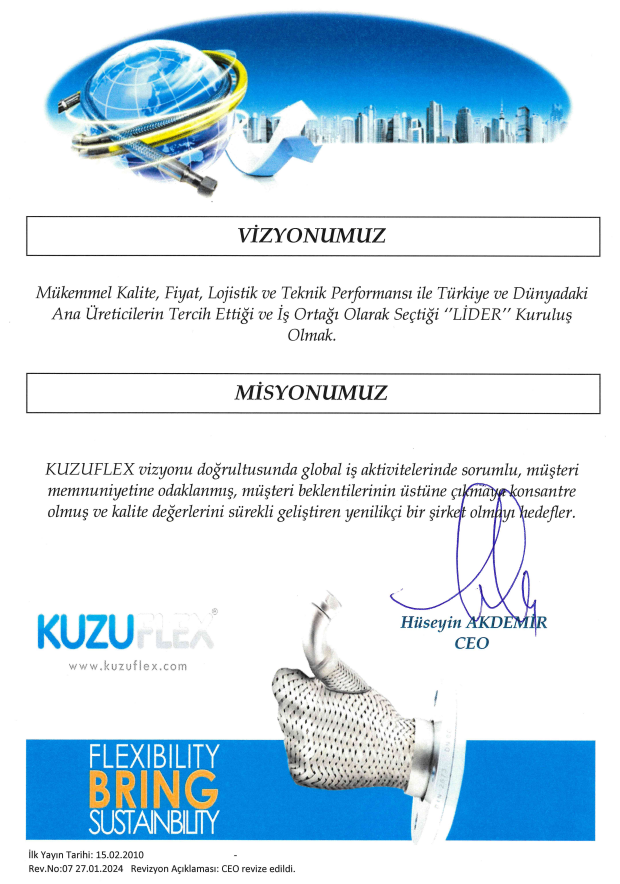 VİZYONUMUZ
Mükemmel Kalite, Fiyat, Lojistik ve Teknik Performansı ile Türkiye ve Dünyadaki
Ana Üreticilerin Tercih Ettiği ve İş Ortağı Olarak Seçtiği ‘’LİDER’’ Kuruluş
Olmak.
MİSYONUMUZ
KUZUFLEX vizyonu doğrultusunda global iş aktivitelerinde sorumlu, müşteri
memnuniyetine odaklanmış, müşteri beklentilerinin üstüne çıkmaya konsantre
olmuş ve kalite değerlerini sürekli geliştiren yenilikçi bir şirket olmayı hedefler.
Hüseyin AKDEMİR
CEO
KUZUFLEX®
www.kuzuflex.com
FLEXIBILITY
BRING
SUSTAINBILITY
İlk Yayın Tarihi: 15.02.2010 -
Rev.No:07 27.01.2024 Revizyon Açıklaması: CEO revize edildi.